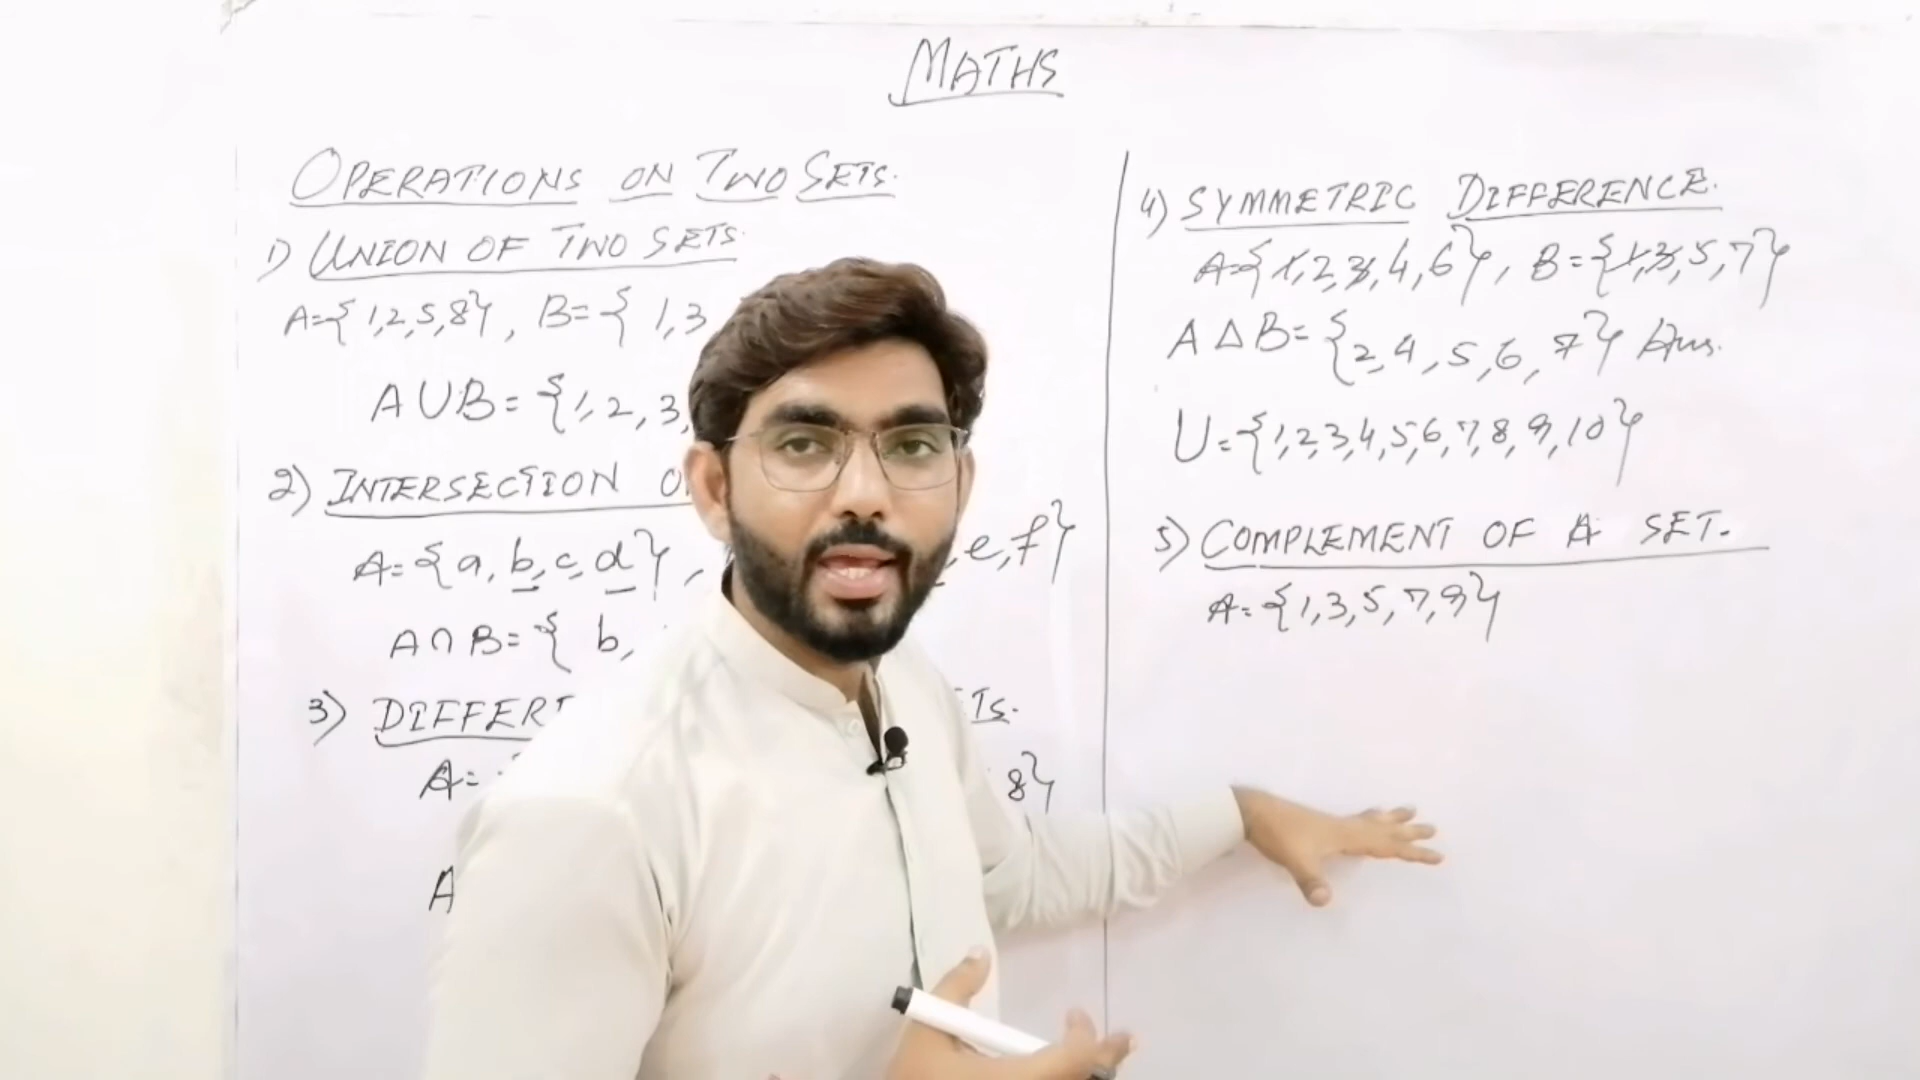 MATHS
OPERATIONS ON TWO SETS.
1) UNION OF TWO SETS.
A={1,2,5,8}, B={ 1,3
A∪B={1,2,3,
2) INTERSECTION O
A={a,b,c,d}, ,e,f}
A∩B={ b,
3) DIFFERE TS.
A= 8}
A
4) SYMMETRIC DIFFERENCE.
A={1,2,3,4,6}, B={1,3,5,7}
A△B={2,4,5,6,7} Ans.
U={1,2,3,4,5,6,7,8,9,10}
5) COMPLEMENT OF A SET.
A={1,3,5,7,9}